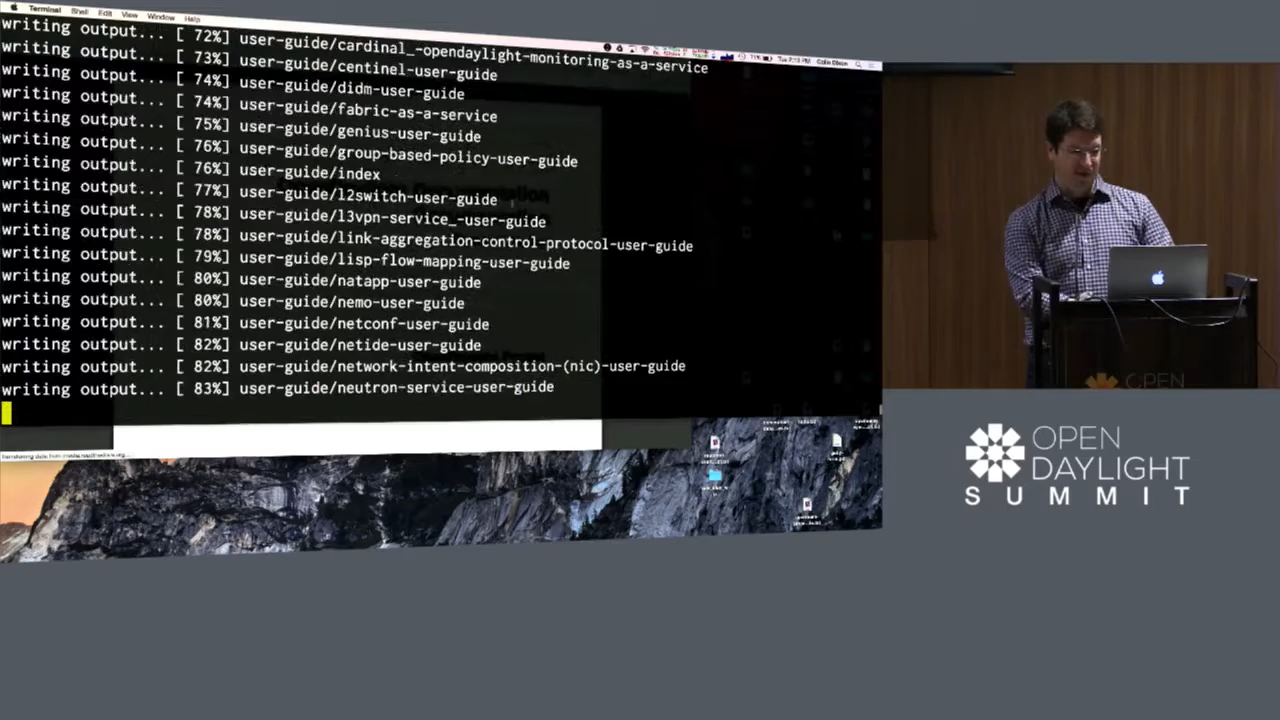 Terminal Shell Edit View Window Help
writing output... [ 72%] user-guide/cardinal_-opendaylight-monitoring-as-a-service
writing output... [ 73%] user-guide/centinel-user-guide
writing output... [ 74%] user-guide/didm-user-guide
writing output... [ 74%] user-guide/fabric-as-a-service
writing output... [ 75%] user-guide/genius-user-guide
writing output... [ 76%] user-guide/group-based-policy-user-guide
writing output... [ 76%] user-guide/index
writing output... [ 77%] user-guide/l2switch-user-guide
writing output... [ 78%] user-guide/l3vpn-service_-user-guide
writing output... [ 78%] user-guide/link-aggregation-control-protocol-user-guide
writing output... [ 79%] user-guide/lisp-flow-mapping-user-guide
writing output... [ 80%] user-guide/natapp-user-guide
writing output... [ 80%] user-guide/nemo-user-guide
writing output... [ 81%] user-guide/netconf-user-guide
writing output... [ 82%] user-guide/netide-user-guide
writing output... [ 82%] user-guide/network-intent-composition-(nic)-user-guide
writing output... [ 83%] user-guide/neutron-service-user-guide
OPEN
OPEN
DAYLIGHT
SUMMIT